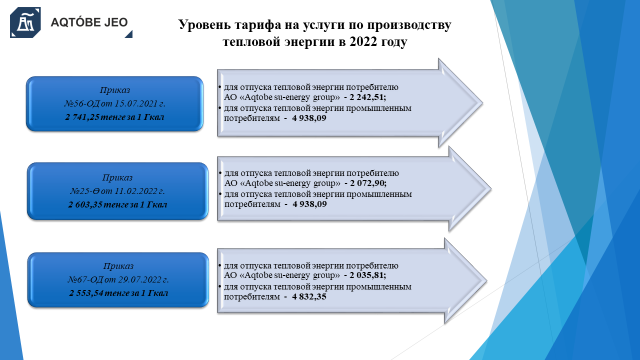 AQTÓBE JEO
Уровень тарифа на услуги по производству
тепловой энергии в 2022 году
Приказ
№56-ОД от 15.07.2021 г.
2 741,25 тенге за 1 Гкал
• для отпуска тепловой энергии потребителю
АО «Aqtobe su-energy group» - 2 242,51;
• для отпуска тепловой энергии промышленным
потребителям - 4 938,09
Приказ
№25-Ө от 11.02.2022 г.
2 603,35 тенге за 1 Гкал
• для отпуска тепловой энергии потребителю
АО «Aqtobe su-energy group» - 2 072,90;
• для отпуска тепловой энергии промышленным
потребителям - 4 938,09
Приказ
№67-ОД от 29.07.2022 г.
2 553,54 тенге за 1 Гкал
• для отпуска тепловой энергии потребителю
АО «Aqtobe su-energy group» - 2 035,81;
• для отпуска тепловой энергии промышленным
потребителям - 4 832,35